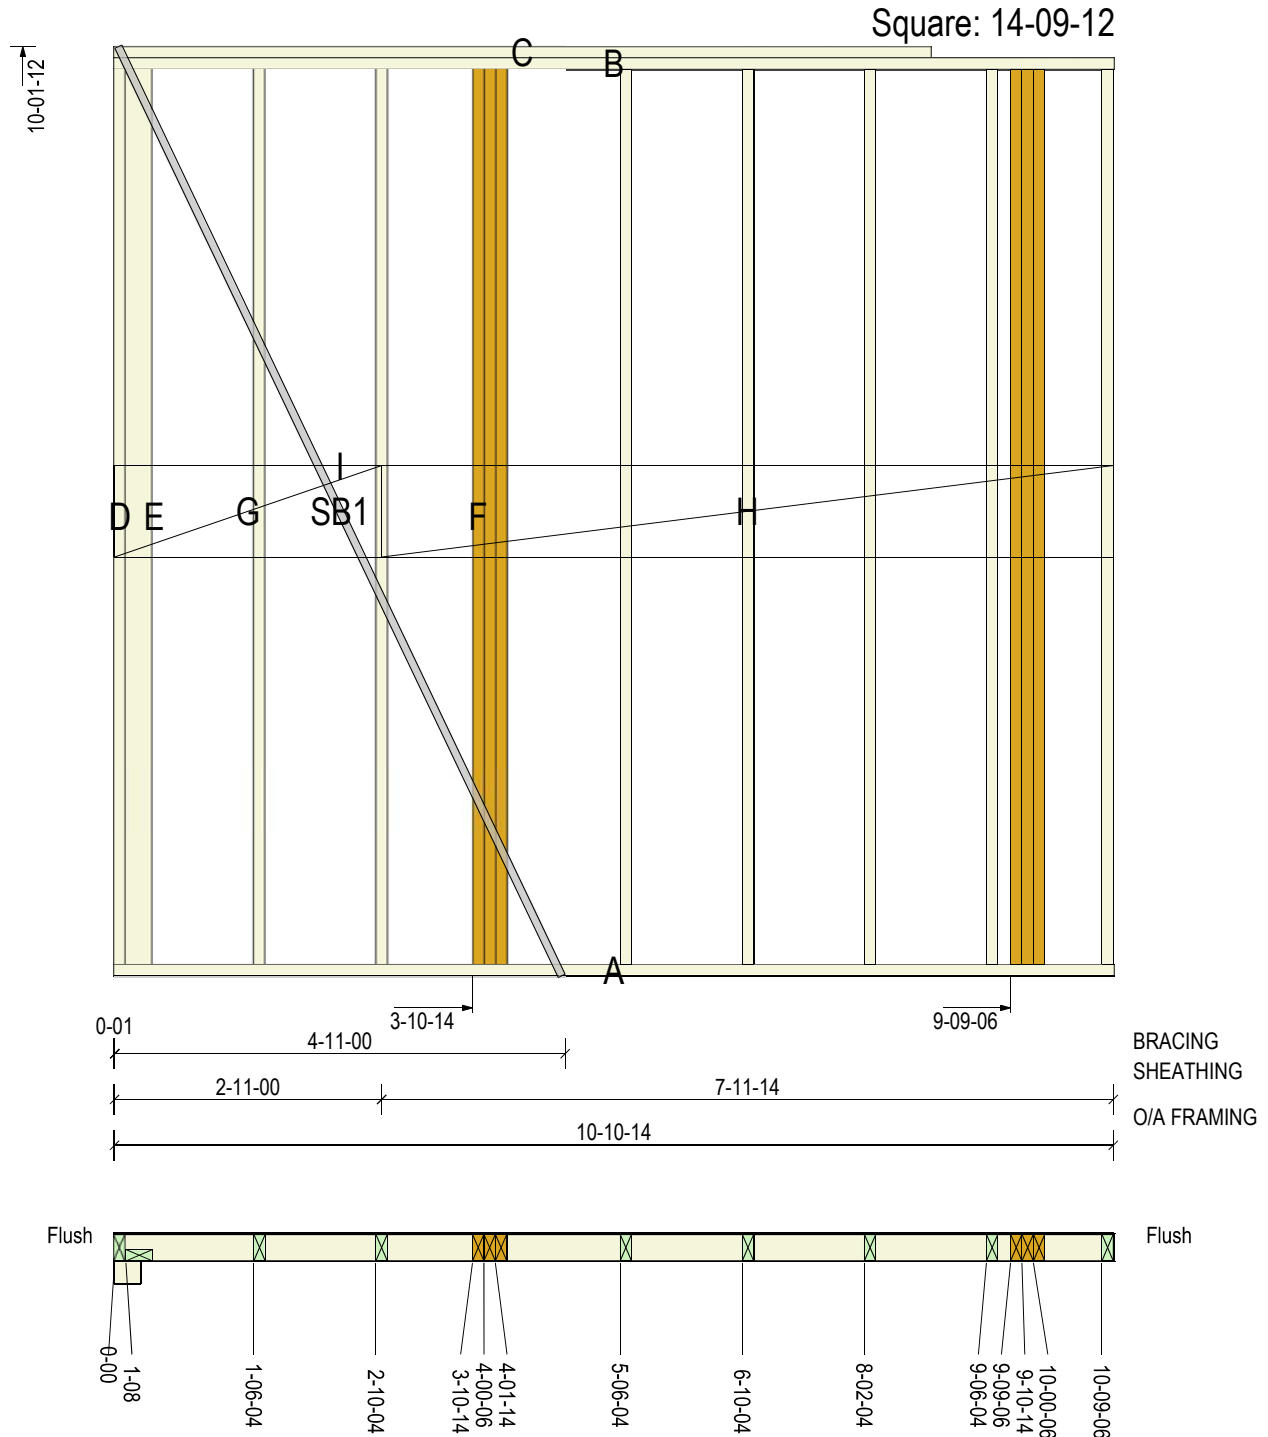 Square: 14-09-12
C
B
10-01-12
I
D E G SB1 F H
A
3-10-14
9-09-06
0-01
4-11-00
BRACING
SHEATHING
2-11-00
7-11-14
O/A FRAMING
10-10-14
Flush
Flush
0-00
1-08
1-06-04
2-10-04
3-10-14
4-00-06
4-01-14
5-06-04
6-10-04
8-02-04
9-06-04
9-09-06
9-10-14
10-00-06
10-09-06